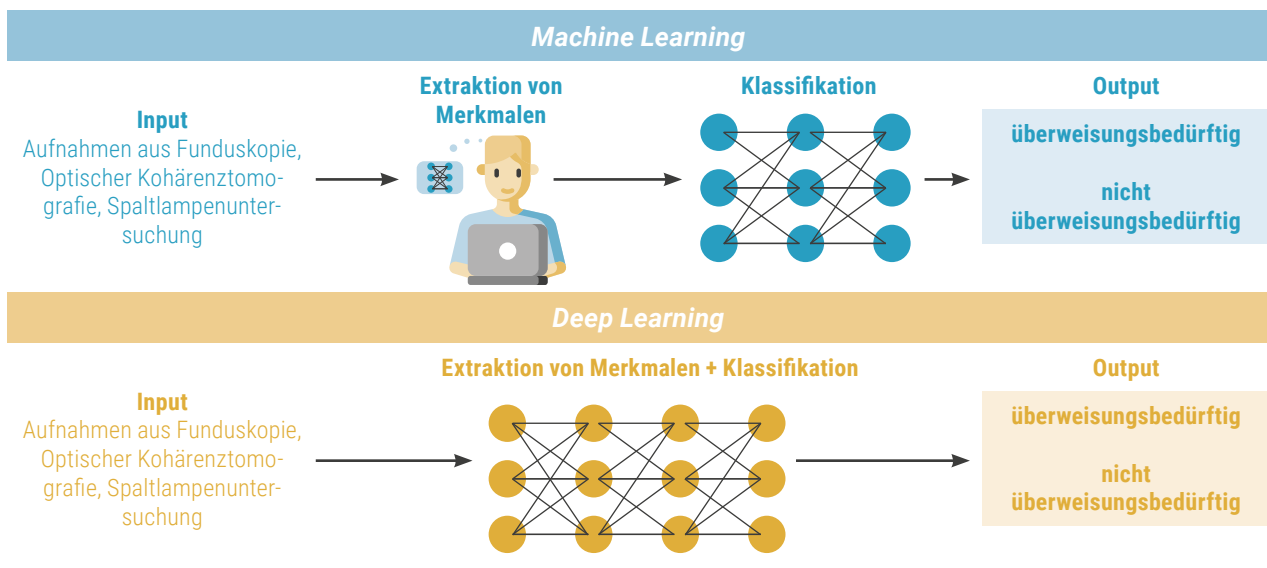 Machine Learning
Input
Aufnahmen aus Funduskopie,
Optischer Kohärenztomo-
grafie, Spaltlampenunter-
suchung
Extraktion von
Merkmalen
Klassifikation
Output
überweisungsbedürftig
nicht
überweisungsbedürftig
Deep Learning
Input
Aufnahmen aus Funduskopie,
Optischer Kohärenztomo-
grafie, Spaltlampenunter-
suchung
Extraktion von Merkmalen + Klassifikation
Output
überweisungsbedürftig
nicht
überweisungsbedürftig